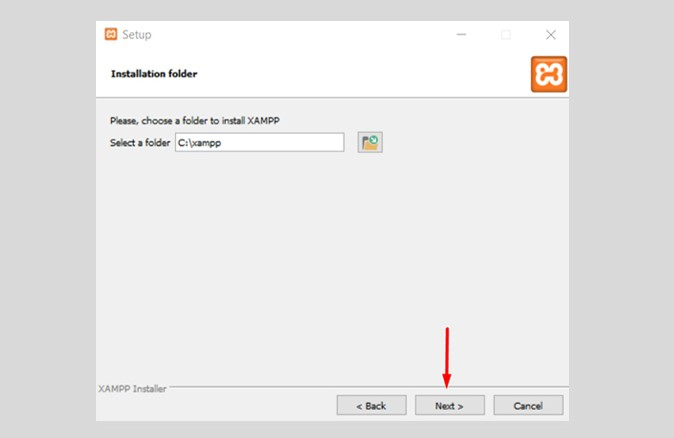 Setup
Installation folder
Please, choose a folder to install XAMPP
Select a folder C:\xampp
XAMPP Installer
< Back Next > Cancel